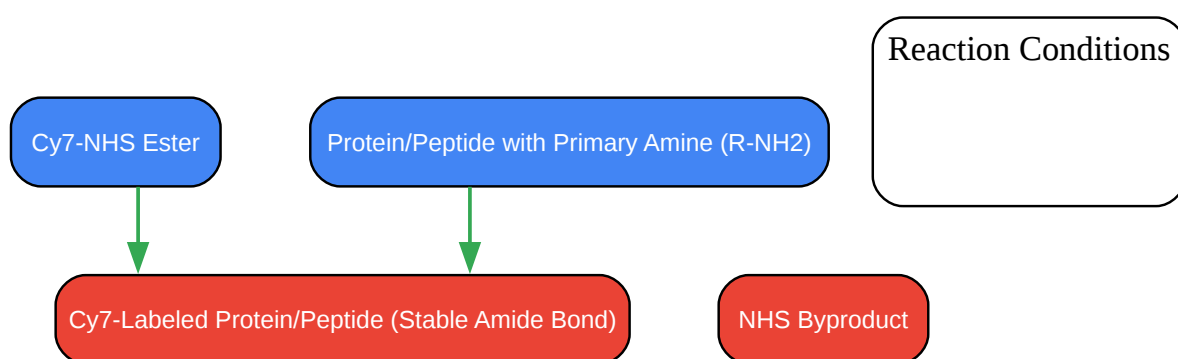 Reaction Conditions
Cy7-NHS Ester
Protein/Peptide with Primary Amine (R-NH2)
Cy7-Labeled Protein/Peptide (Stable Amide Bond)
NHS Byproduct